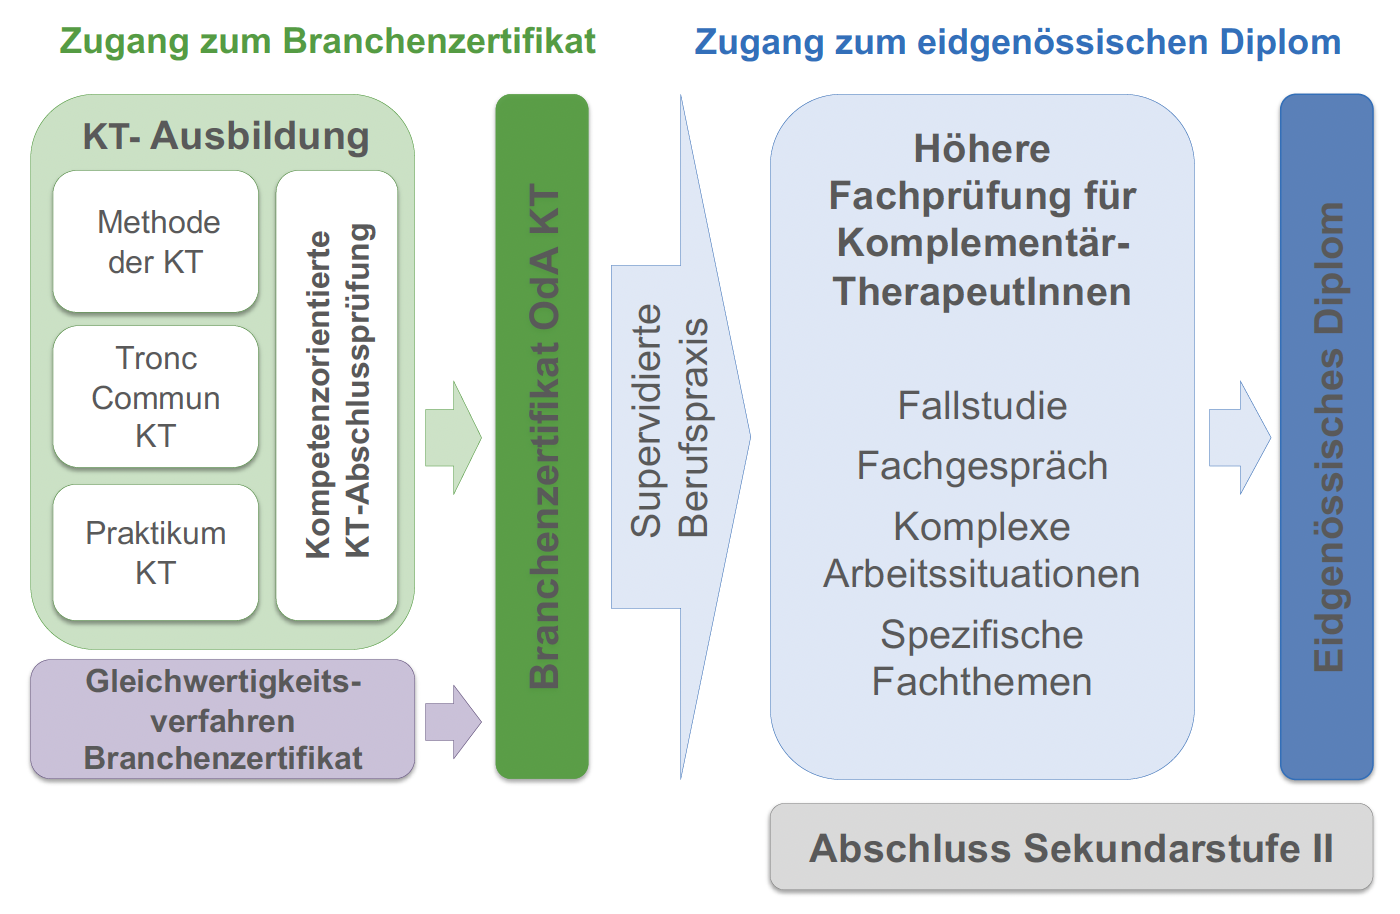 Zugang zum Branchenzertifikat
KT- Ausbildung
Methode
der KT
Tronc
Commun
KT
Praktikum
KT
Kompetenzorientierte
KT-Abschlussprüfung
Gleichwertigkeits-
verfahren
Branchenzertifikat
Branchenzertifikat OdA KT
Supervidierte
Berufspraxis
Zugang zum eidgenössischen Diplom
Höhere
Fachprüfung für
Komplementär-
TherapeutInnen
Fallstudie
Fachgespräch
Komplexe
Arbeitssituationen
Spezifische
Fachthemen
Eidgenössisches Diplom
Abschluss Sekundarstufe II